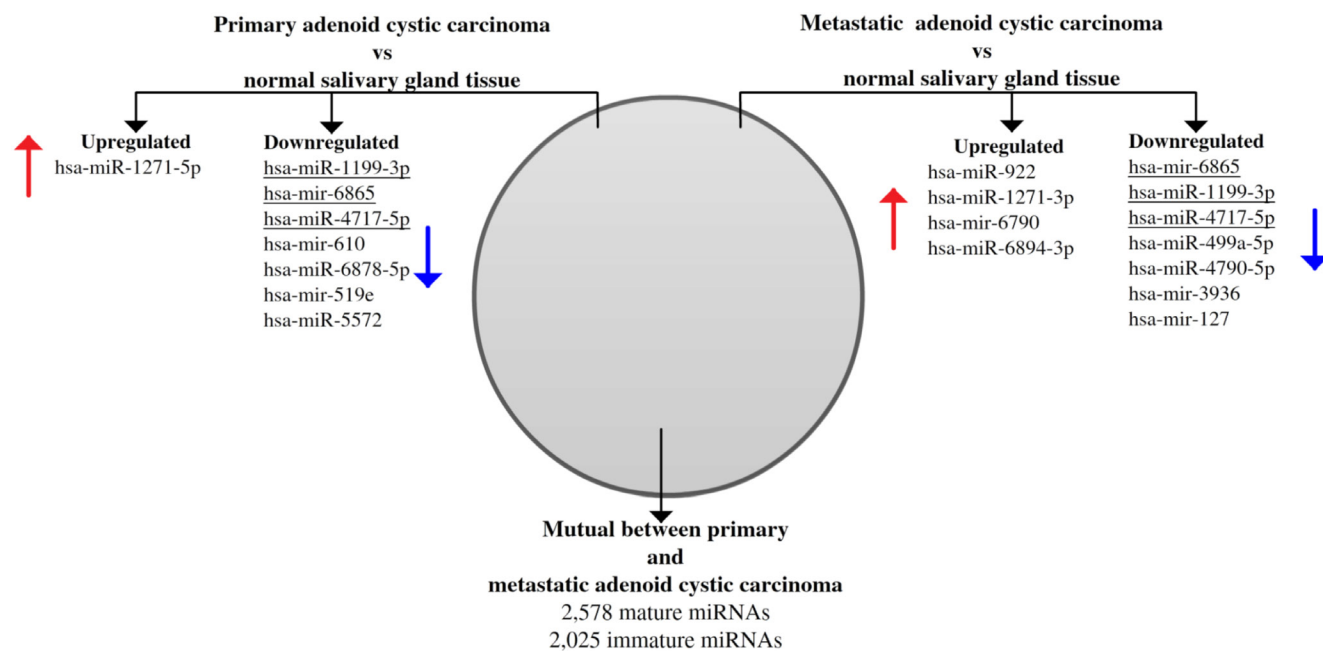 Primary adenoid cystic carcinoma
vs
normal salivary gland tissue
Upregulated
hsa-miR-1271-5p
Downregulated
hsa-miR-1199-3p
hsa-mir-6865
hsa-miR-4717-5p
hsa-mir-610
hsa-miR-6878-5p
hsa-mir-519e
hsa-miR-5572
Metastatic adenoid cystic carcinoma
vs
normal salivary gland tissue
Upregulated
hsa-miR-922
hsa-miR-1271-3p
hsa-mir-6790
hsa-miR-6894-3p
Downregulated
hsa-mir-6865
hsa-miR-1199-3p
hsa-miR-4717-5p
hsa-miR-499a-5p
hsa-miR-4790-5p
hsa-mir-3936
hsa-mir-127
Mutual between primary
and
metastatic adenoid cystic carcinoma
2,578 mature miRNAs
2,025 immature miRNAs